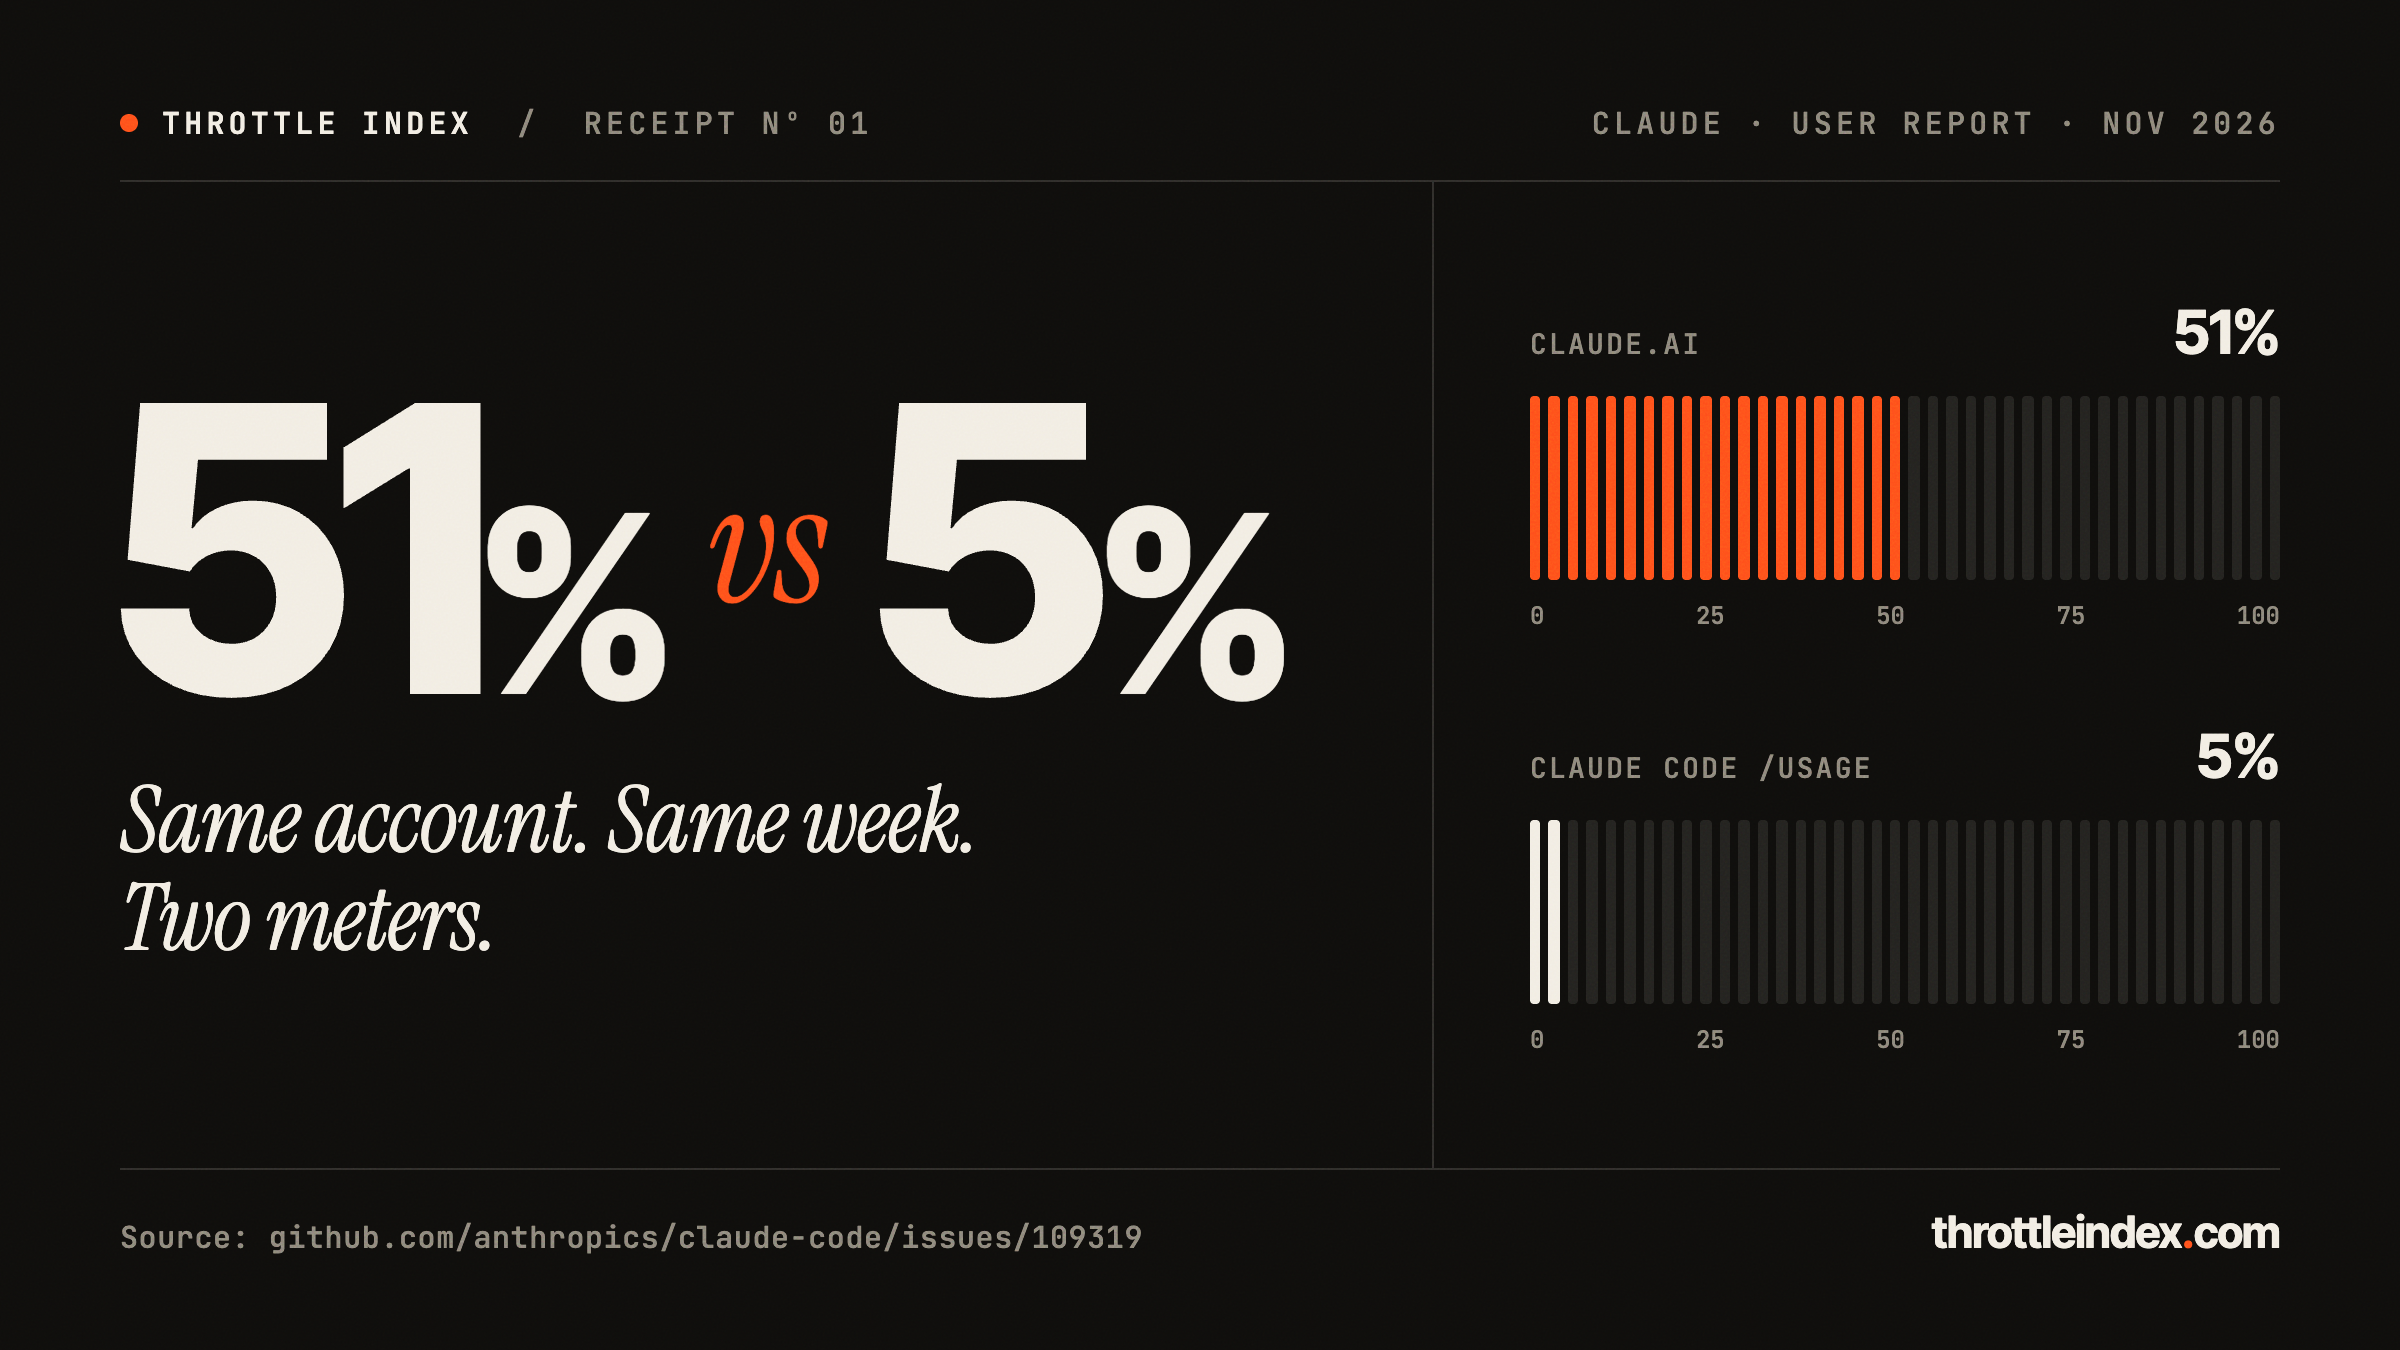 THROTTLE INDEX / RECEIPT N° 01
CLAUDE · USER REPORT · NOV 2026
51% vs 5%
Same account. Same week.
Two meters.
CLAUDE.AI 51%
0 25 50 75 100
CLAUDE CODE /USAGE 5%
0 25 50 75 100
Source: github.com/anthropics/claude-code/issues/109319
throttleindex.com